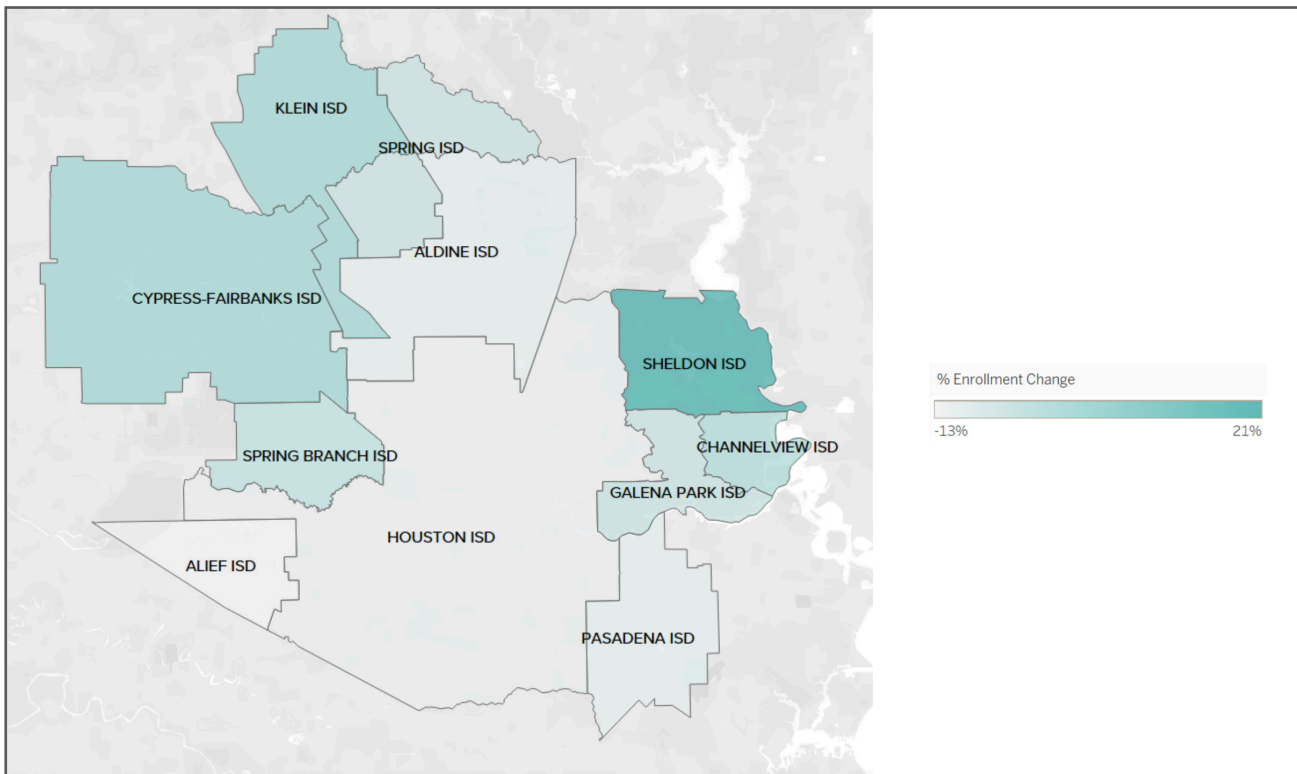 KLEIN ISD
SPRING ISD
ALDINE ISD
CYPRESS-FAIRBANKS ISD
SHELDON ISD
CHANNELVIEW ISD
SPRING BRANCH ISD
GALENA PARK ISD
HOUSTON ISD
ALIEF ISD
PASADENA ISD
% Enrollment Change
-13% 21%